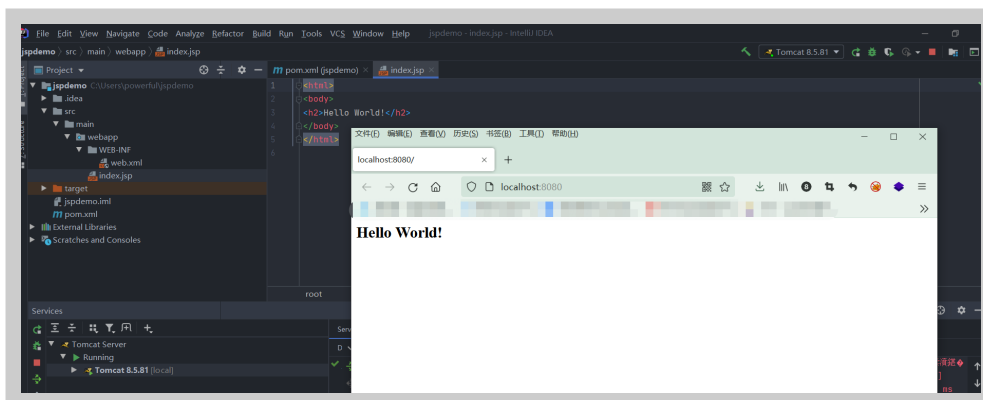 File Edit View Navigate Code Analyze Refactor Build Run Tools VCS Window Help jspdemo - index.jsp - IntelliJ IDEA
jspdemo src main webapp index.jsp Tomcat 8.5.81
Project pom.xml (jspdemo) index.jsp
jspdemo C:\Users\powerful\jspdemo
.idea
src
main
webapp
WEB-INF
web.xml
index.jsp
target
jspdemo.iml
pom.xml
External Libraries
Scratches and Consoles
1 <html>
2 <body>
3 <h2>Hello World!</h2>
4 </body>
5 </html>
6
root
文件(F) 编辑(E) 查看(V) 历史(S) 书签(B) 工具(T) 帮助(H)
localhost:8080/
localhost:8080
Hello World!
Services
Tomcat Server
Running
Tomcat 8.5.81 [local]
Serv
D
ns